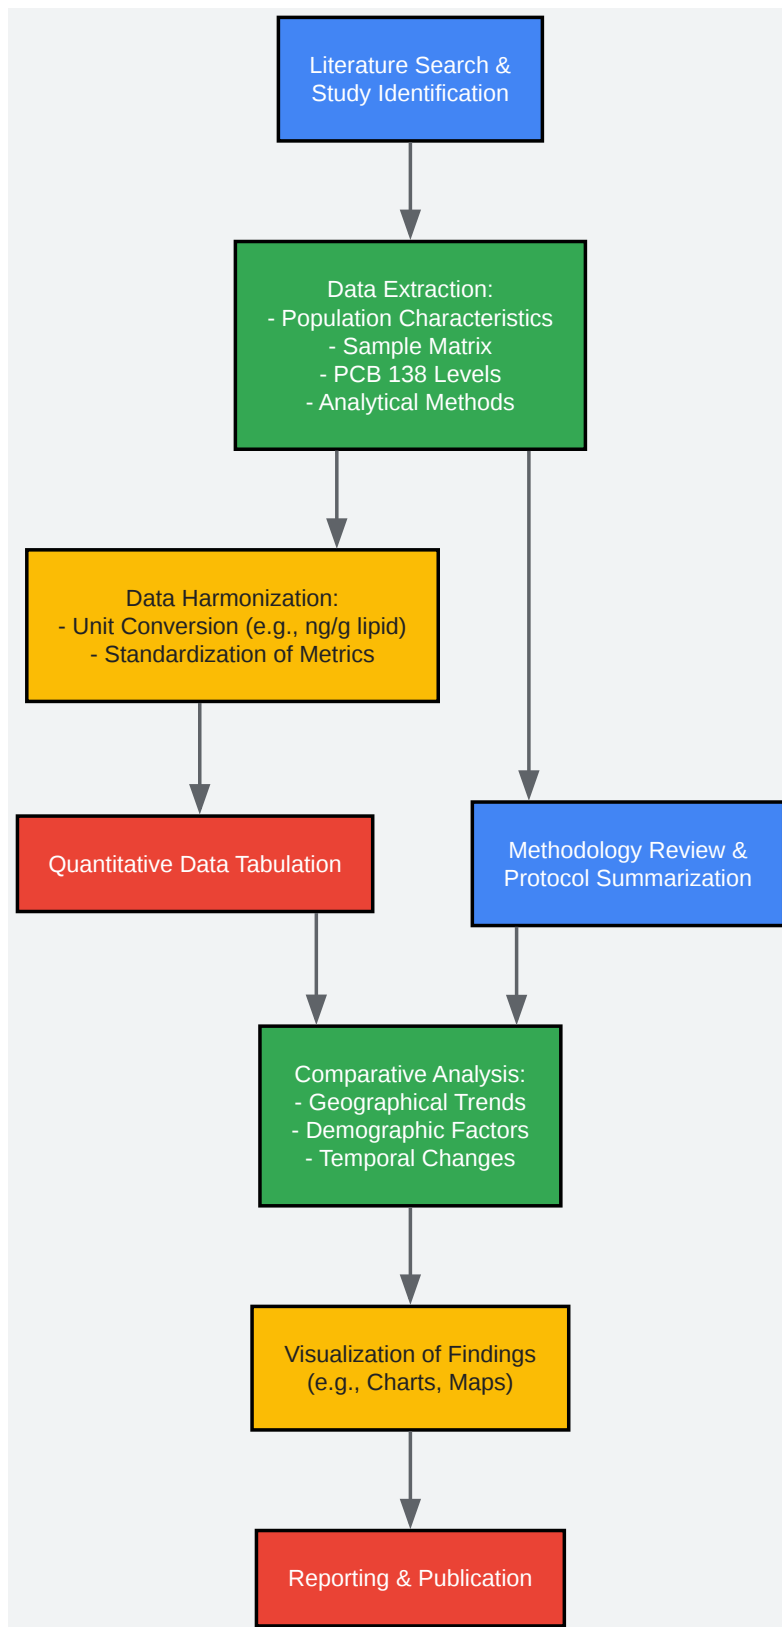 Literature Search &
Study Identification
Data Extraction:
- Population Characteristics
- Sample Matrix
- PCB 138 Levels
- Analytical Methods
Data Harmonization:
- Unit Conversion (e.g., ng/g lipid)
- Standardization of Metrics
Quantitative Data Tabulation
Methodology Review &
Protocol Summarization
Comparative Analysis:
- Geographical Trends
- Demographic Factors
- Temporal Changes
Visualization of Findings
(e.g., Charts, Maps)
Reporting & Publication